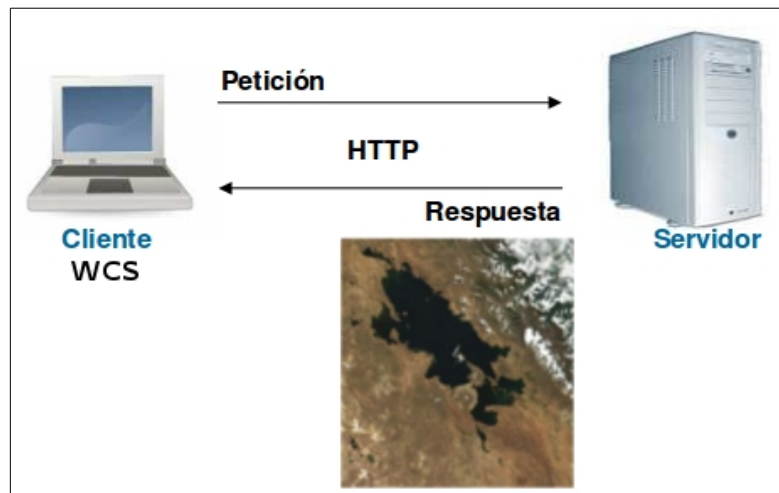 Petición
HTTP
Respuesta
Cliente
WCS
Servidor